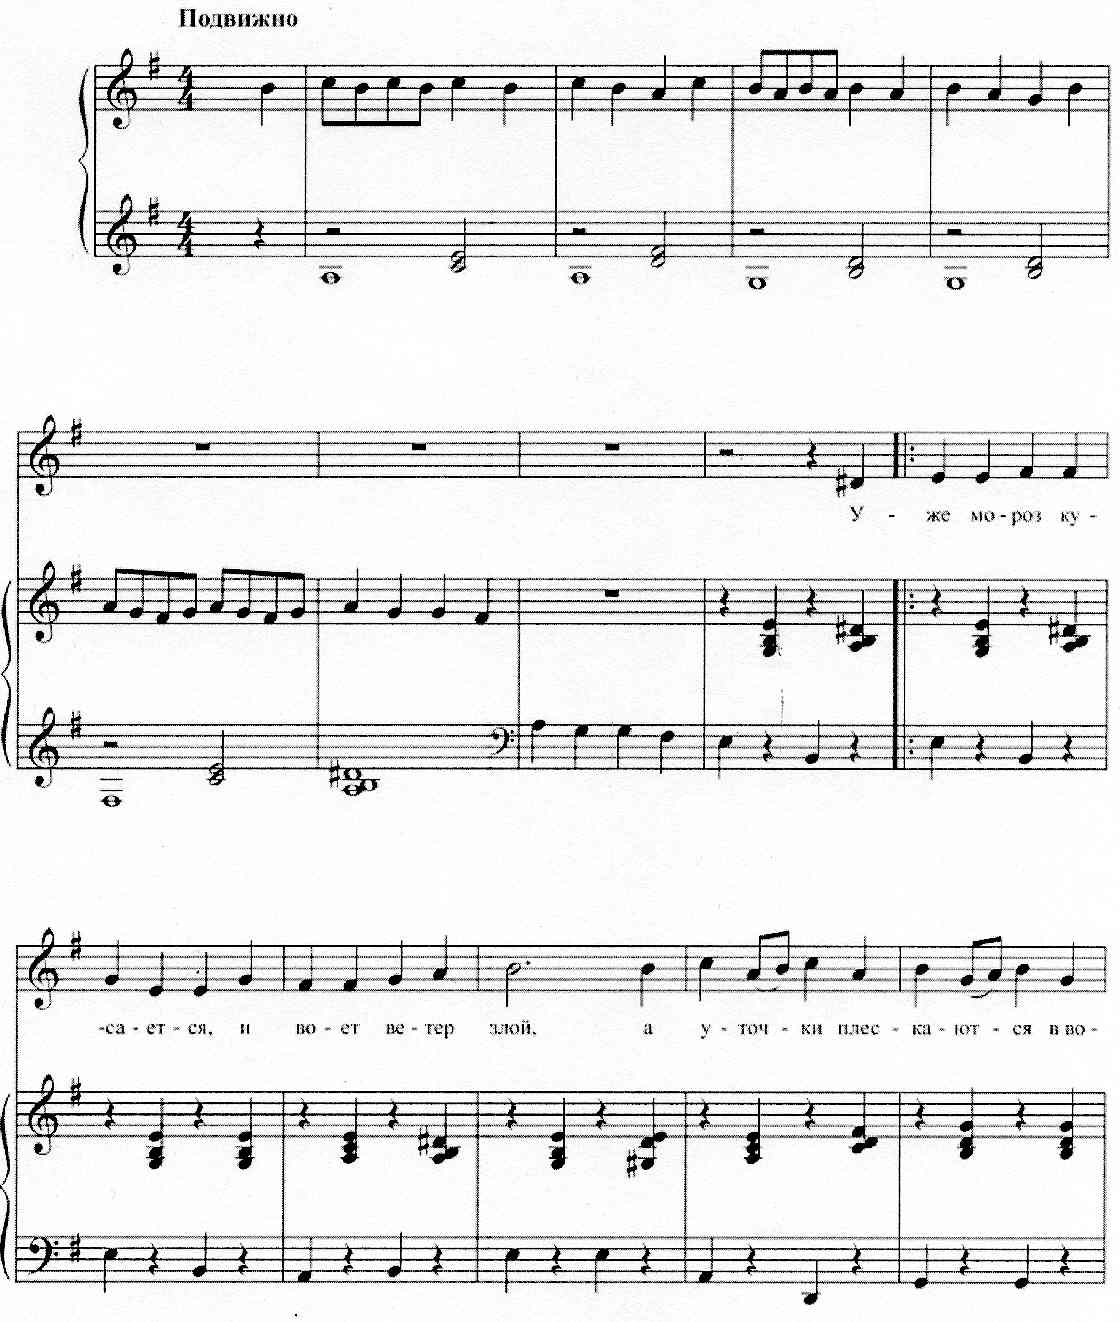 Подвижно
У - же мо - роз ку -
-са - ет - ся, и во - ет ве - тер злой, а у - точ - ки плес - ка - ют - ся в во -